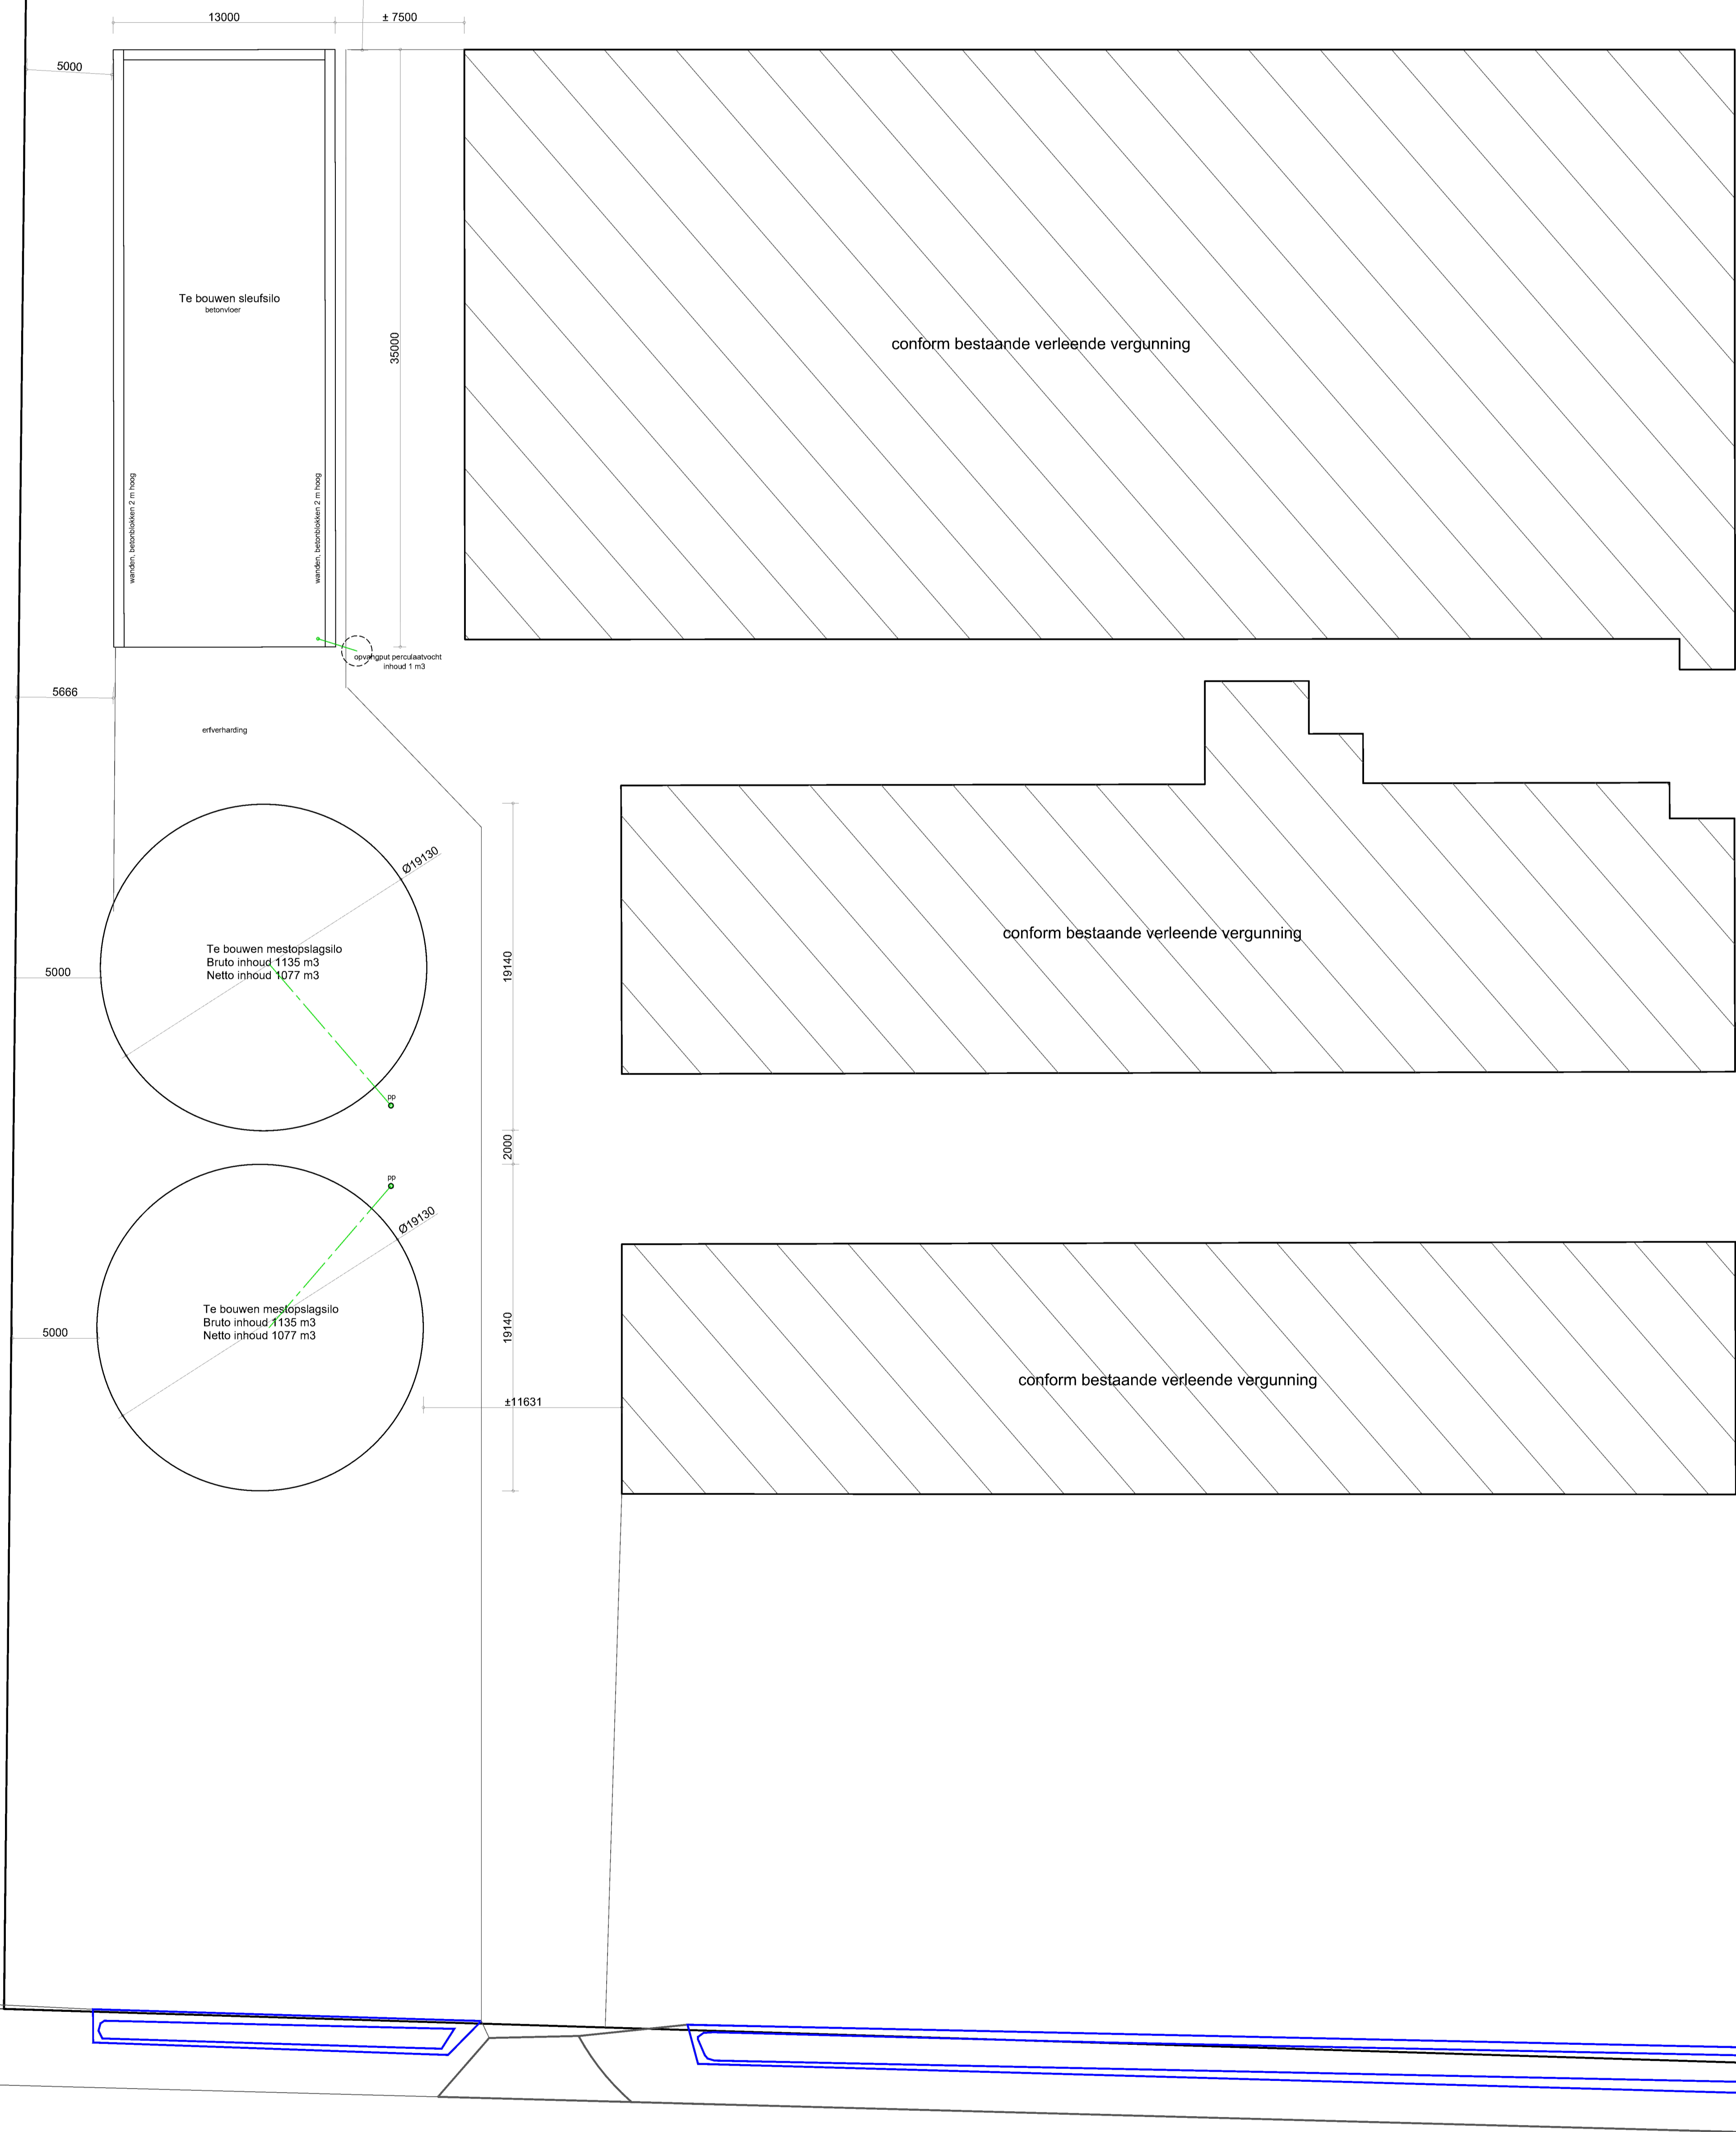 13000
± 7500
5000
Te bouwen sleufsilo
betonvloer
35000
conform bestaande verleende vergunning
wanden, betonblokken 2 m hoog
wanden, betonblokken 2 m hoog
opvangput perculaatvocht
inhoud 1 m3
5666
erfverharding
Ø19130
Te bouwen mestopslagsilo
Bruto inhoud 1135 m3
Netto inhoud 1077 m3
5000
19140
conform bestaande verleende vergunning
pp
2000
pp
Ø19130
Te bouwen mestopslagsilo
Bruto inhoud 1135 m3
Netto inhoud 1077 m3
5000
19140
conform bestaande verleende vergunning
±11631